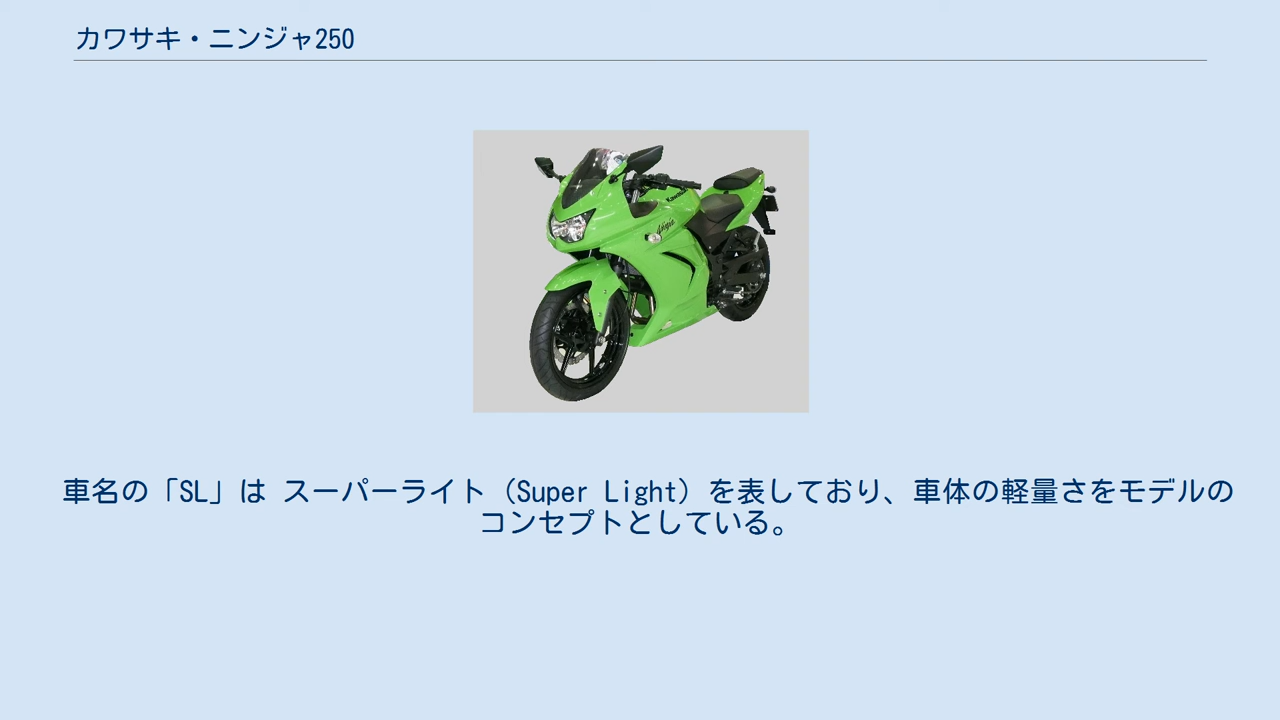 カワサキ・ニンジャ250
Kawasaki
Ninja
車名の「SL」は スーパーライト（Super Light）を表しており、車体の軽量さをモデルの
コンセプトとしている。